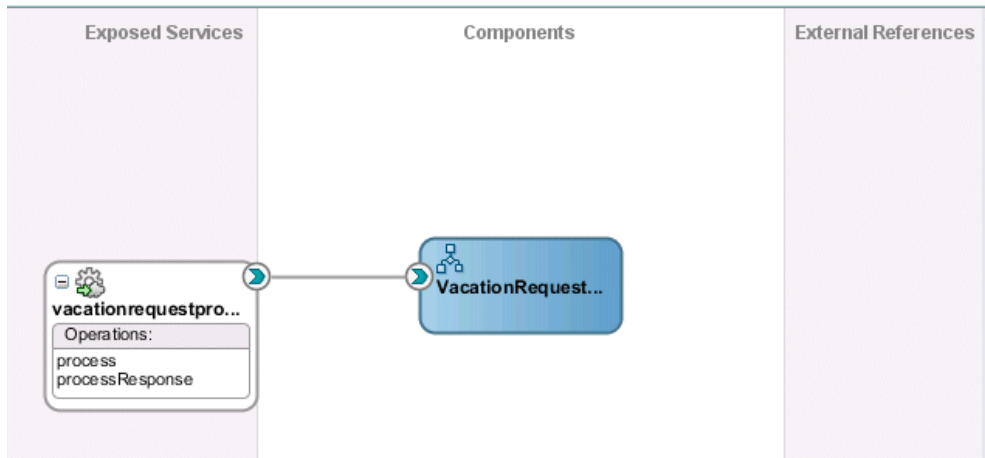 Exposed Services
Components
External References
vacationrequestpro...
Operations:
process
processResponse
VacationRequest...